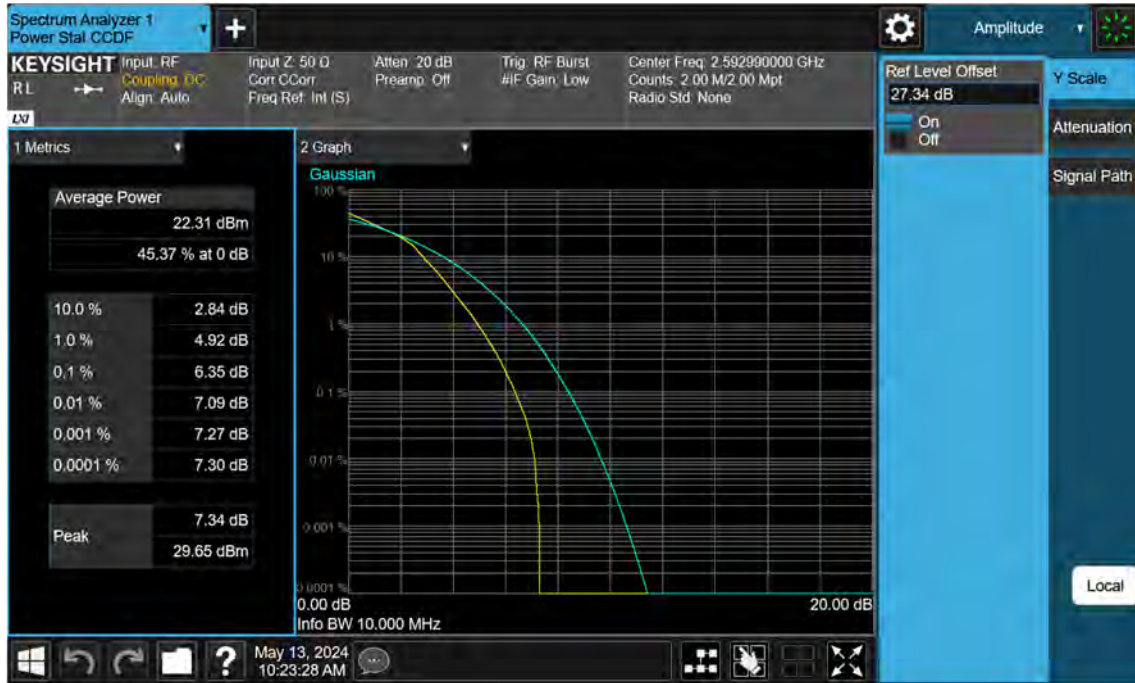 Spectrum Analyzer 1
Power Stat CCDF
+
Amplitude
KEYSIGHT
RL
LXI
Input: RF
Coupling: DC
Align: Auto
Input Z: 50 Ω
Corr CCorr
Freq Ref: Int (S)
Atten: 20 dB
Preamp: Off
Trig: RF Burst
#IF Gain: Low
Center Freq: 2.592990000 GHz
Counts: 2.00 M/2.00 Mpt
Radio Std: None
Ref Level Offset
27.34 dB
On
Off
Y Scale
Attenuation
Signal Path
1 Metrics
Average Power
22.31 dBm
45.37 % at 0 dB
10.0 % 2.84 dB
1.0 % 4.92 dB
0.1 % 6.35 dB
0.01 % 7.09 dB
0.001 % 7.27 dB
0.0001 % 7.30 dB
Peak
7.34 dB
29.65 dBm
2 Graph
Gaussian
100 %
10 %
1 %
0.1 %
0.01 %
0.001 %
0.0001 %
0.00 dB
20.00 dB
Info BW 10.000 MHz
Local
?
May 13, 2024
10:23:28 AM